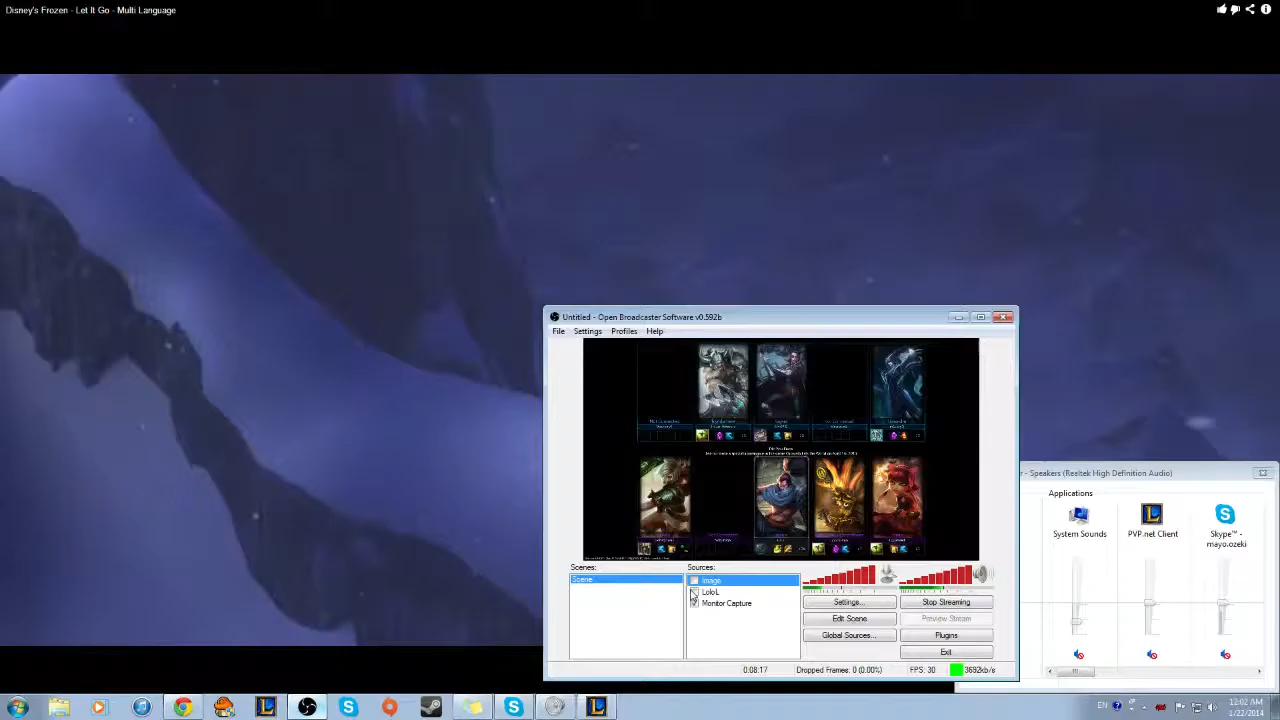 Disney's Frozen - Let It Go - Multi Language
Untitled - Open Broadcaster Software v0.592b
File Settings Profiles Help
Scenes:
Sources:
Scene
Image
LoloL
Monitor Capture
Settings...
Stop Streaming
Edit Scene
Preview Stream
Global Sources...
Plugins
Exit
0:08:17
Dropped Frames: 0 (0.00%)
FPS: 30
3692kb/s
r - Speakers (Realtek High Definition Audio)
Applications
System Sounds
PVP.net Client
Skype™ -
mayo.ozeki
EN
12:02 AM
1/22/2014